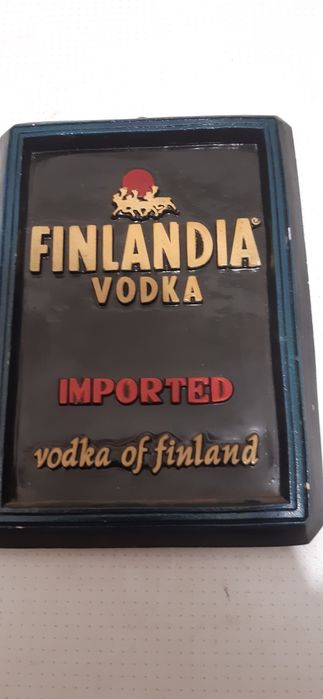 FINLANDIA®
VODKA
IMPORTED
vodka of finland